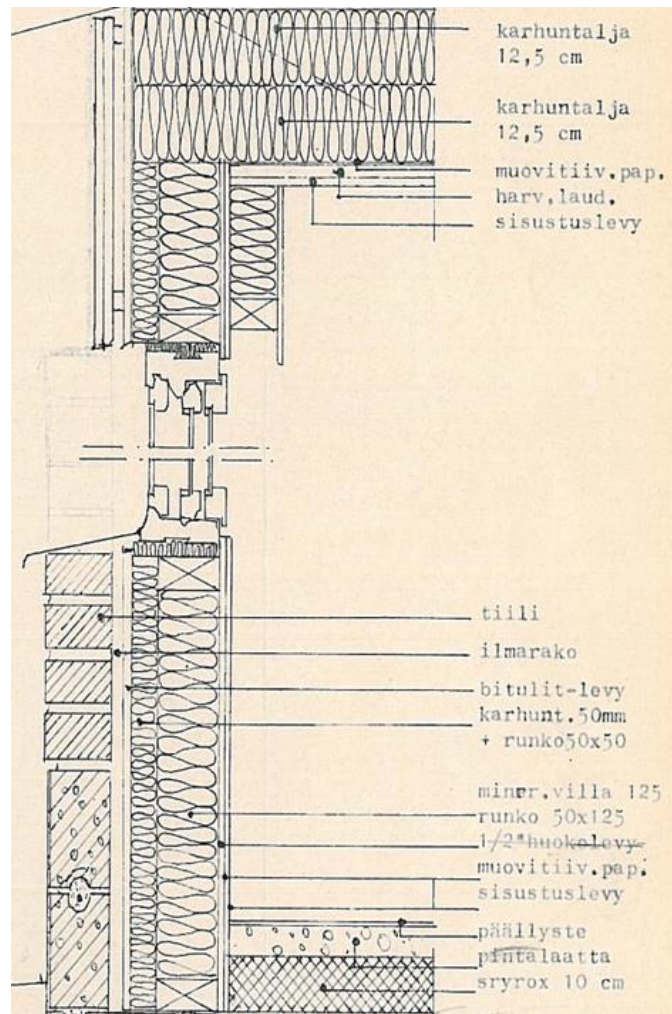 karhuntalja
12,5 cm
karhuntalja
12,5 cm
muovitiiv.pap.
harv.laud.
sisustuslevy
tiili
ilmarako
bitulit-levy
karhunt.50mm
+ runko50x50
miner.villa 125
runko 50x125
1/2"huokolevy
muovitiiv.pap.
sisustuslevy
päällyste
pintalaatta
sryrox 10 cm